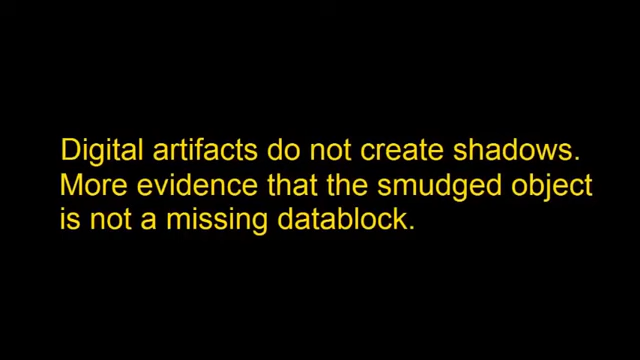 Digital artifacts do not create shadows.
More evidence that the smudged object
is not a missing datablock.